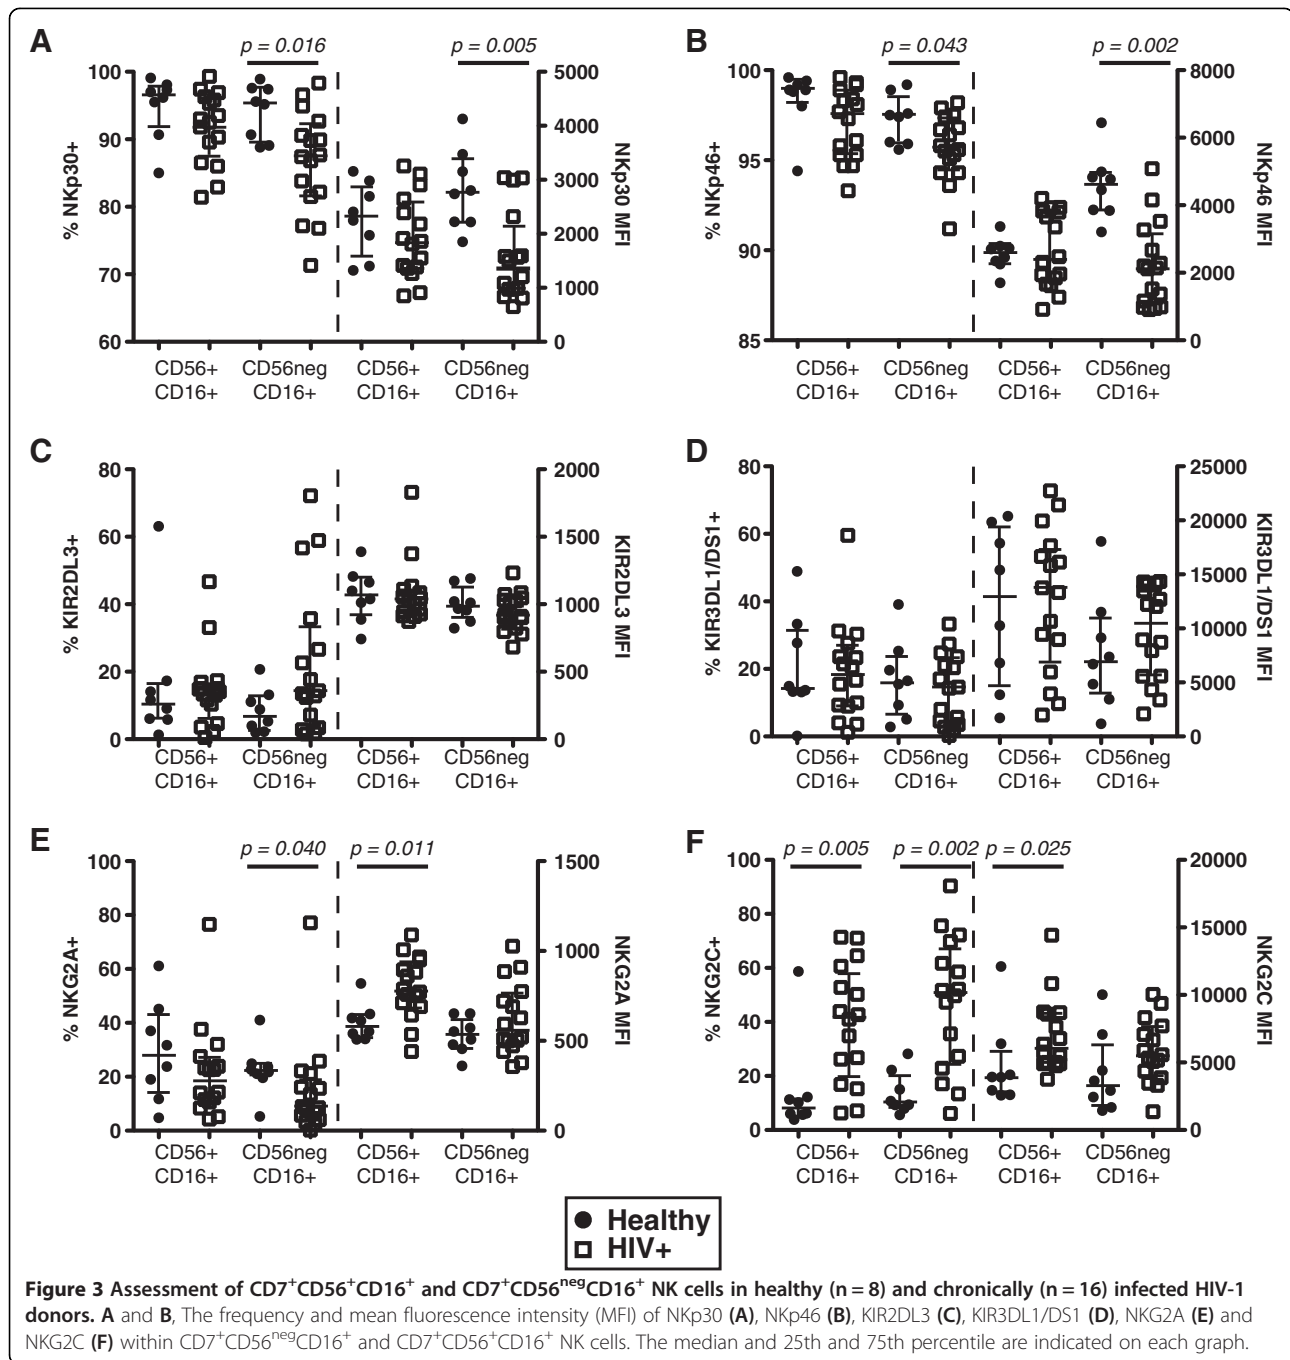 A
p = 0.016
p = 0.005
% NKp30+
100
90
80
70
60
5000
4000
3000
2000
1000
0
NKp30 MFI
CD56+ CD56neg CD56+ CD56neg
CD16+ CD16+ CD16+ CD16+
B
p = 0.043
p = 0.002
% NKp46+
100
95
90
85
8000
6000
4000
2000
0
NKp46 MFI
CD56+ CD56neg CD56+ CD56neg
CD16+ CD16+ CD16+ CD16+
C
% KIR2DL3+
80
60
40
20
0
2000
1500
1000
500
0
KIR2DL3 MFI
CD56+ CD56neg CD56+ CD56neg
CD16+ CD16+ CD16+ CD16+
D
% KIR3DL1/DS1+
80
60
40
20
0
25000
20000
15000
10000
5000
0
KIR3DL1/DS1 MFI
CD56+ CD56neg CD56+ CD56neg
CD16+ CD16+ CD16+ CD16+
E
p = 0.040
p = 0.011
% NKG2A+
100
80
60
40
20
0
1500
1000
500
0
NKG2A MFI
CD56+ CD56neg CD56+ CD56neg
CD16+ CD16+ CD16+ CD16+
F
p = 0.005
p = 0.002
p = 0.025
% NKG2C+
100
80
60
40
20
0
20000
15000
10000
5000
0
NKG2C MFI
CD56+ CD56neg CD56+ CD56neg
CD16+ CD16+ CD16+ CD16+
Healthy
HIV+
Figure 3 Assessment of CD7⁺CD56⁺CD16⁺ and CD7⁺CD56ⁿᵉᵍCD16⁺ NK cells in healthy (n = 8) and chronically (n = 16) infected HIV-1
donors. A and B, The frequency and mean fluorescence intensity (MFI) of NKp30 (A), NKp46 (B), KIR2DL3 (C), KIR3DL1/DS1 (D), NKG2A (E) and
NKG2C (F) within CD7⁺CD56ⁿᵉᵍCD16⁺ and CD7⁺CD56⁺CD16⁺ NK cells. The median and 25th and 75th percentile are indicated on each graph.